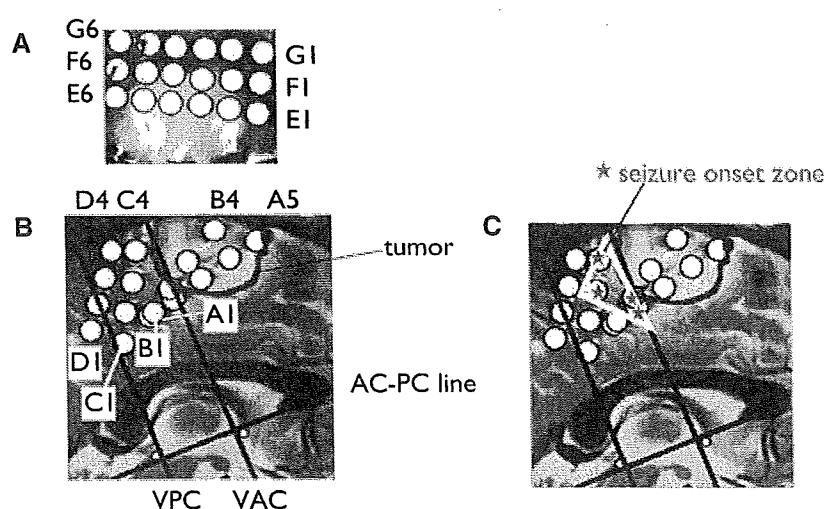 A
G6
F6
E6
G1
F1
E1
seizure onset zone
D4 C4 B4 A5
B
C
tumor
A1
B1
D1
C1
AC-PC line
VPC VAC